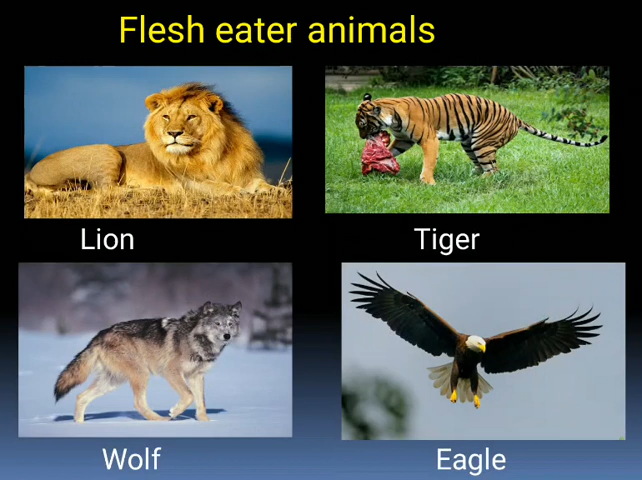 Flesh eater animals
Lion
Tiger
Wolf
Eagle